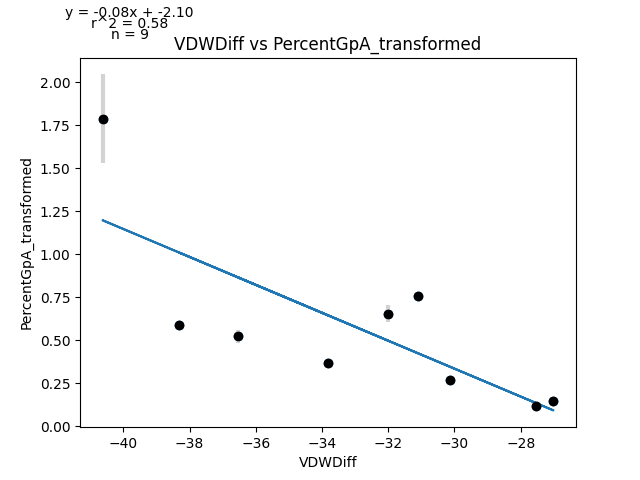 y = -0.08x + -2.10
r^2 = 0.58
n = 9
VDWDiff vs PercentGpA_transformed
2.00
1.75
1.50
1.25
1.00
0.75
0.50
0.25
0.00
PercentGpA_transformed
−40 −38 −36 −34 −32 −30 −28
VDWDiff